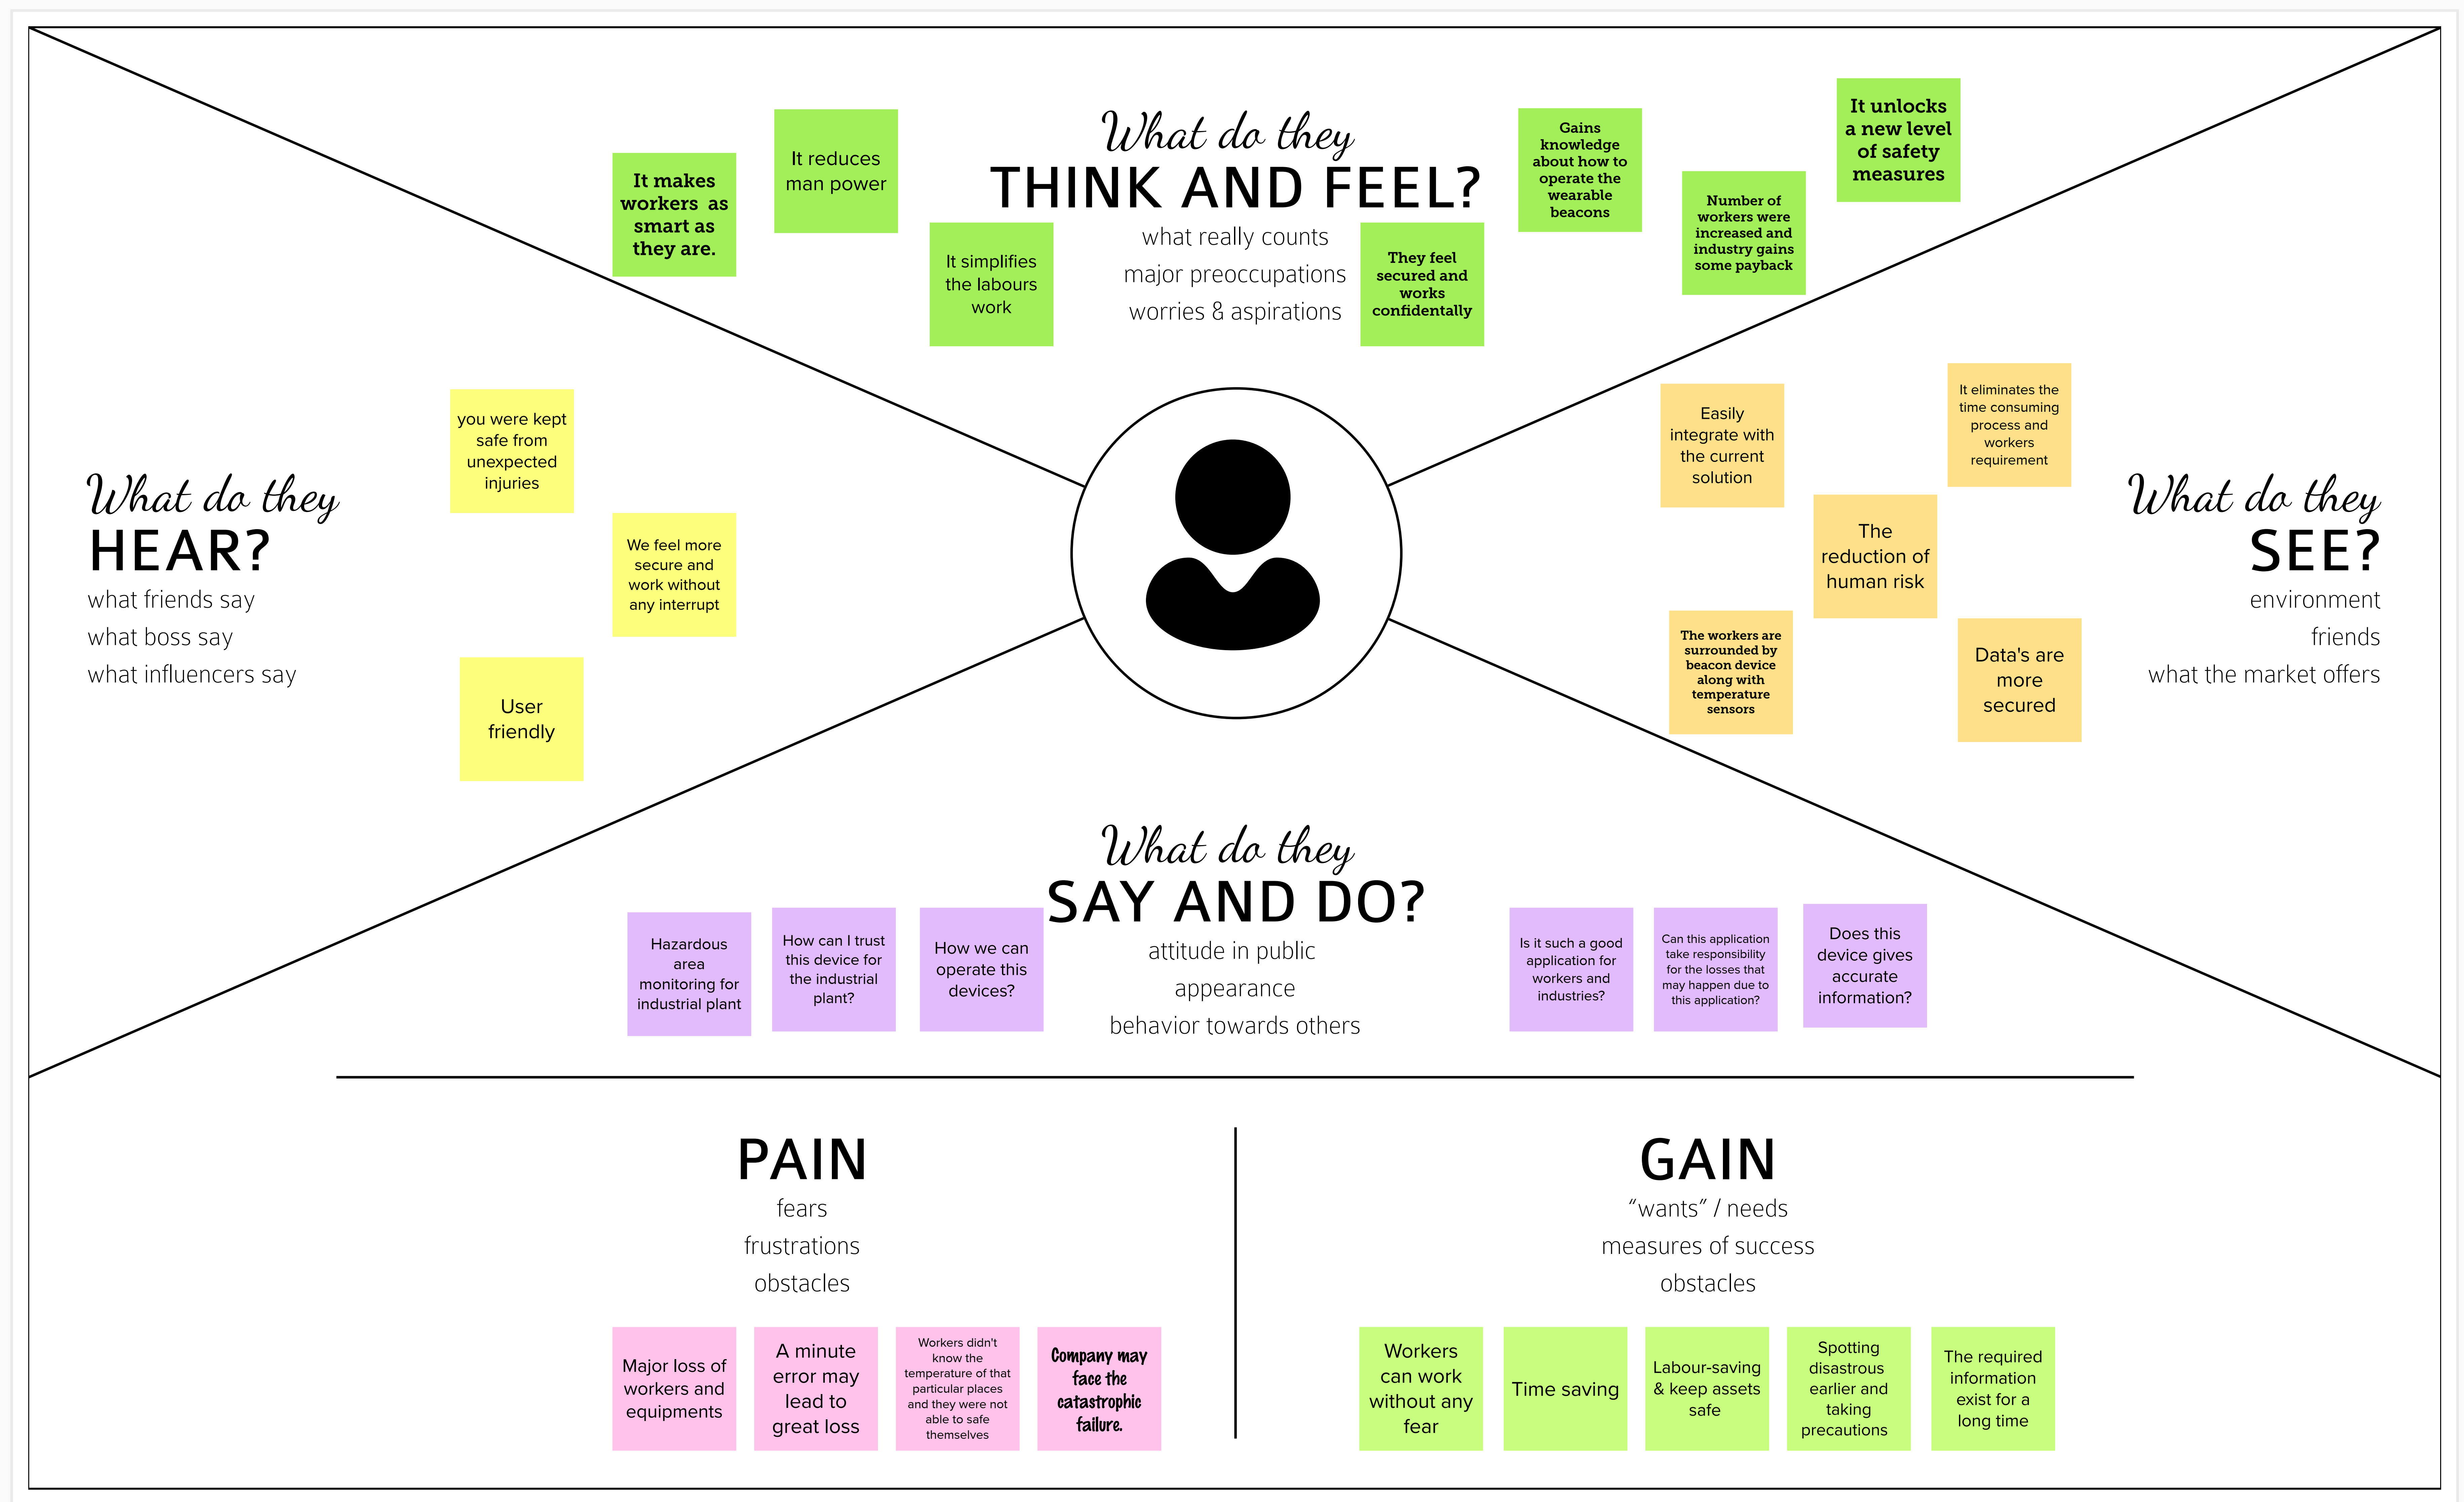 What do they
THINK AND FEEL?
what really counts
major preoccupations
worries & aspirations
It makes
workers as
smart as
they are.
It reduces
man power
It simplifies
the labours
work
They feel
secured and
works
confidentally
Gains
knowledge
about how to
operate the
wearable
beacons
Number of
workers were
increased and
industry gains
some payback
It unlocks
a new level
of safety
measures
What do they
HEAR?
what friends say
what boss say
what influencers say
you were kept
safe from
unexpected
injuries
We feel more
secure and
work without
any interrupt
User
friendly
What do they
SEE?
environment
friends
what the market offers
Easily
integrate with
the current
solution
It eliminates the
time consuming
process and
workers
requirement
The
reduction of
human risk
The workers are
surrounded by
beacon device
along with
temperature
sensors
Data's are
more
secured
What do they
SAY AND DO?
attitude in public
appearance
behavior towards others
Hazardous
area
monitoring for
industrial plant
How can I trust
this device for
the industrial
plant?
How we can
operate this
devices?
Is it such a good
application for
workers and
industries?
Can this application
take responsibility
for the losses that
may happen due to
this application?
Does this
device gives
accurate
information?
PAIN
fears
frustrations
obstacles
Major loss of
workers and
equipments
A minute
error may
lead to
great loss
Workers didn't
know the
temperature of that
particular places
and they were not
able to safe
themselves
Company may
face the
catastrophic
failure.
GAIN
“wants” / needs
measures of success
obstacles
Workers
can work
without any
fear
Time saving
Labour-saving
& keep assets
safe
Spotting
disastrous
earlier and
taking
precautions
The required
information
exist for a
long time